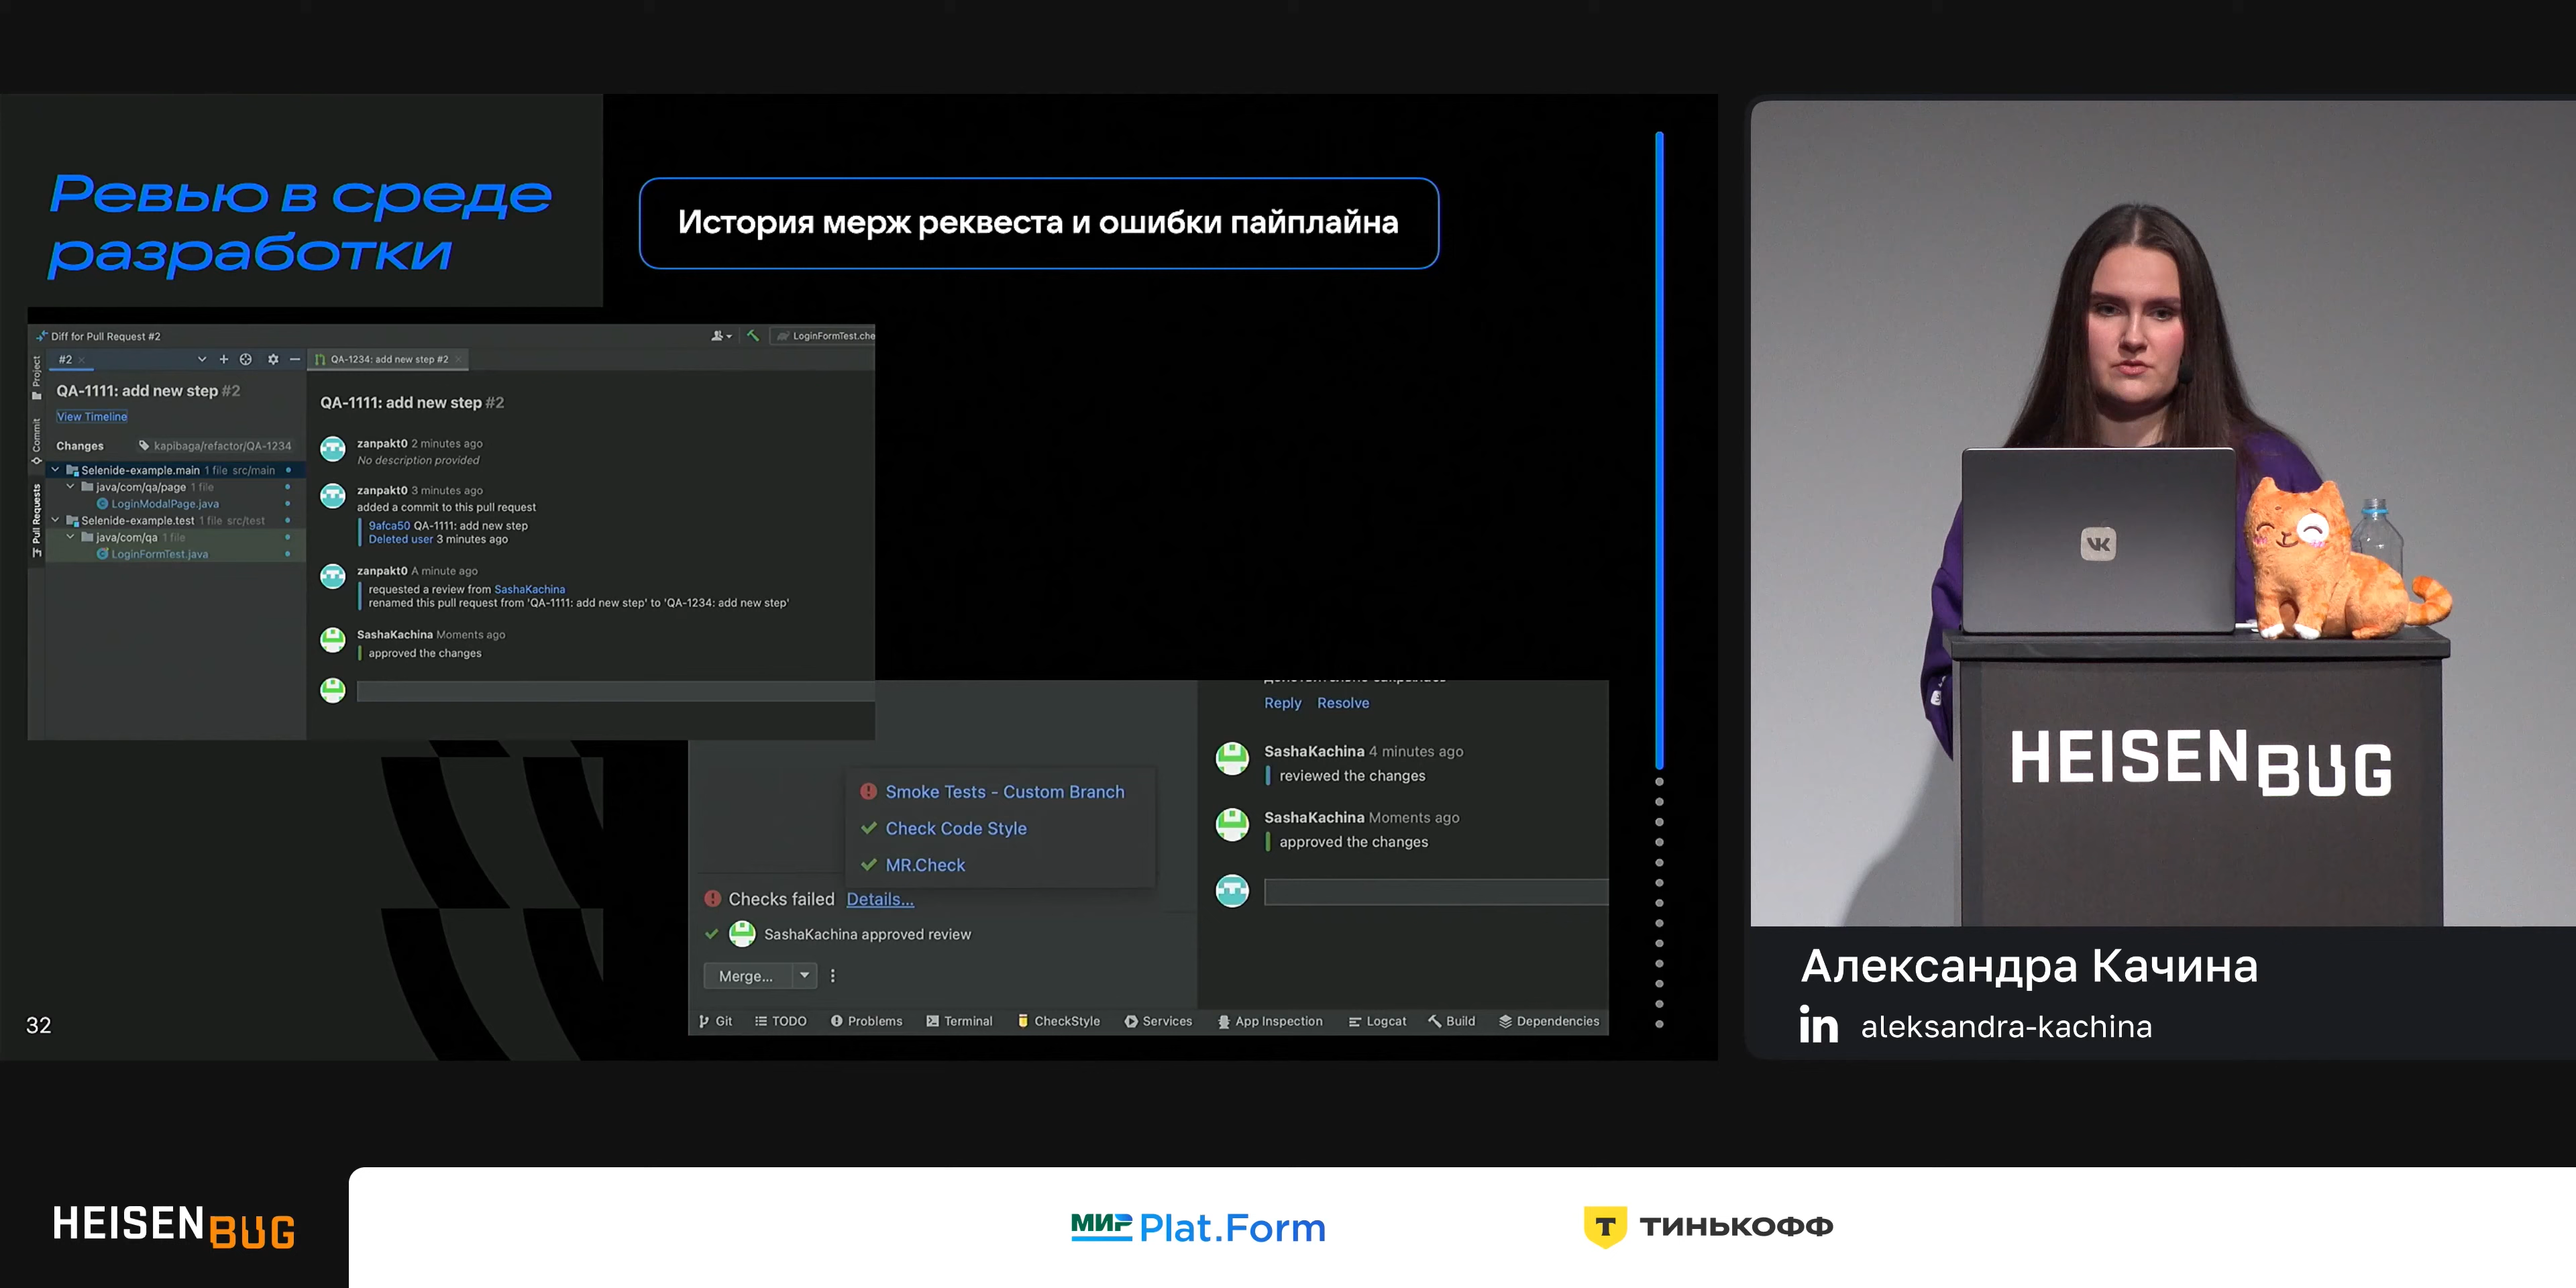 Ревью в среде
разработки
История мерж реквеста и ошибки пайплайна
Diff for Pull Request #2
LoginFormTest.che
Project
Commit
Pull Requests
#2
QA-1234: add new step #2
QA-1111: add new step #2
View Timeline
Changes
kapibaga/refactor/QA-1234
Selenide-example.main 1 file src/main
java/com/qa/page 1 file
LoginModalPage.java
Selenide-example.test 1 file src/test
java/com/qa 1 file
LoginFormTest.java
QA-1111: add new step #2
zanpakt0 2 minutes ago
No description provided
zanpakt0 3 minutes ago
added a commit to this pull request
9afca50 QA-1111: add new step
Deleted user 3 minutes ago
zanpakt0 A minute ago
requested a review from SashaKachina
renamed this pull request from 'QA-1111: add new step' to 'QA-1234: add new step'
SashaKachina Moments ago
approved the changes
Smoke Tests - Custom Branch
Check Code Style
MR.Check
Checks failed Details...
SashaKachina approved review
Merge...
Reply Resolve
SashaKachina 4 minutes ago
reviewed the changes
SashaKachina Moments ago
approved the changes
Git TODO Problems Terminal CheckStyle Services App Inspection Logcat Build Dependencies
32
VK
HEISENBUG
Александра Качина
in aleksandra-kachina
HEISENBUG
МИР Plat.Form
Т ТИНЬКОФФ